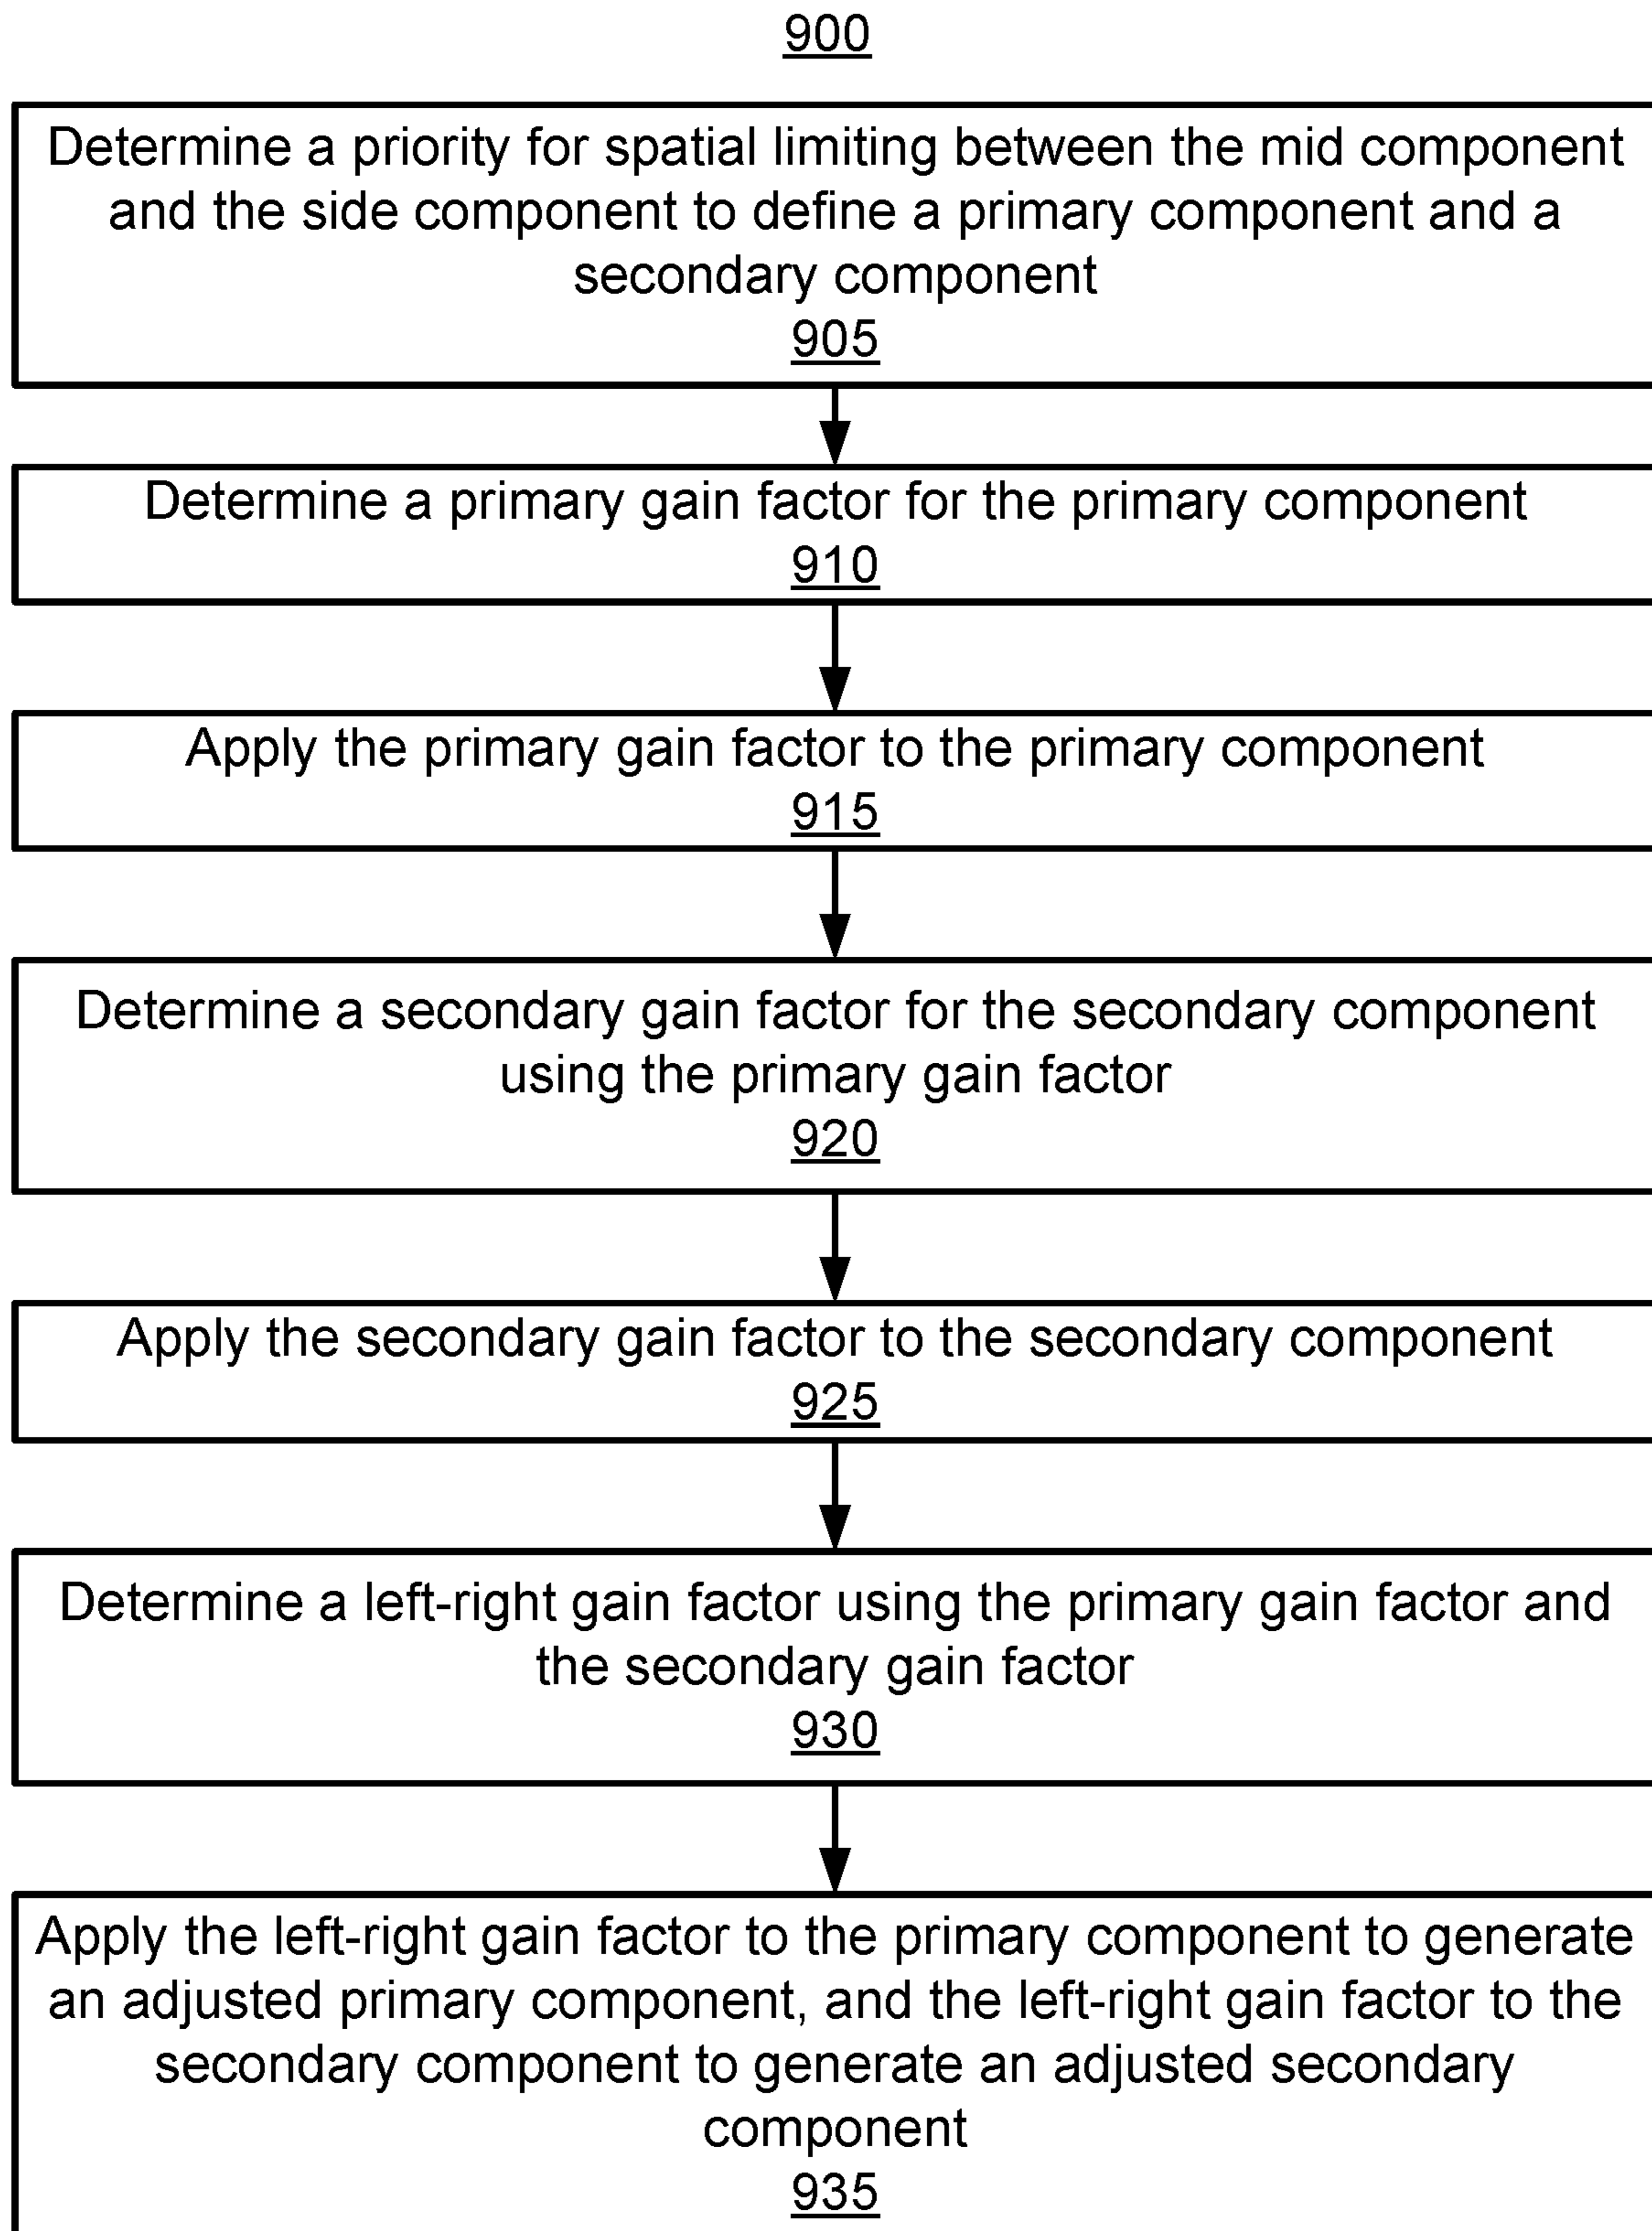 900
Determine a priority for spatial limiting between the mid component
and the side component to define a primary component and a
secondary component
905
Determine a primary gain factor for the primary component
910
Apply the primary gain factor to the primary component
915
Determine a secondary gain factor for the secondary component
using the primary gain factor
920
Apply the secondary gain factor to the secondary component
925
Determine a left-right gain factor using the primary gain factor and
the secondary gain factor
930
Apply the left-right gain factor to the primary component to generate
an adjusted primary component, and the left-right gain factor to the
secondary component to generate an adjusted secondary
component
935